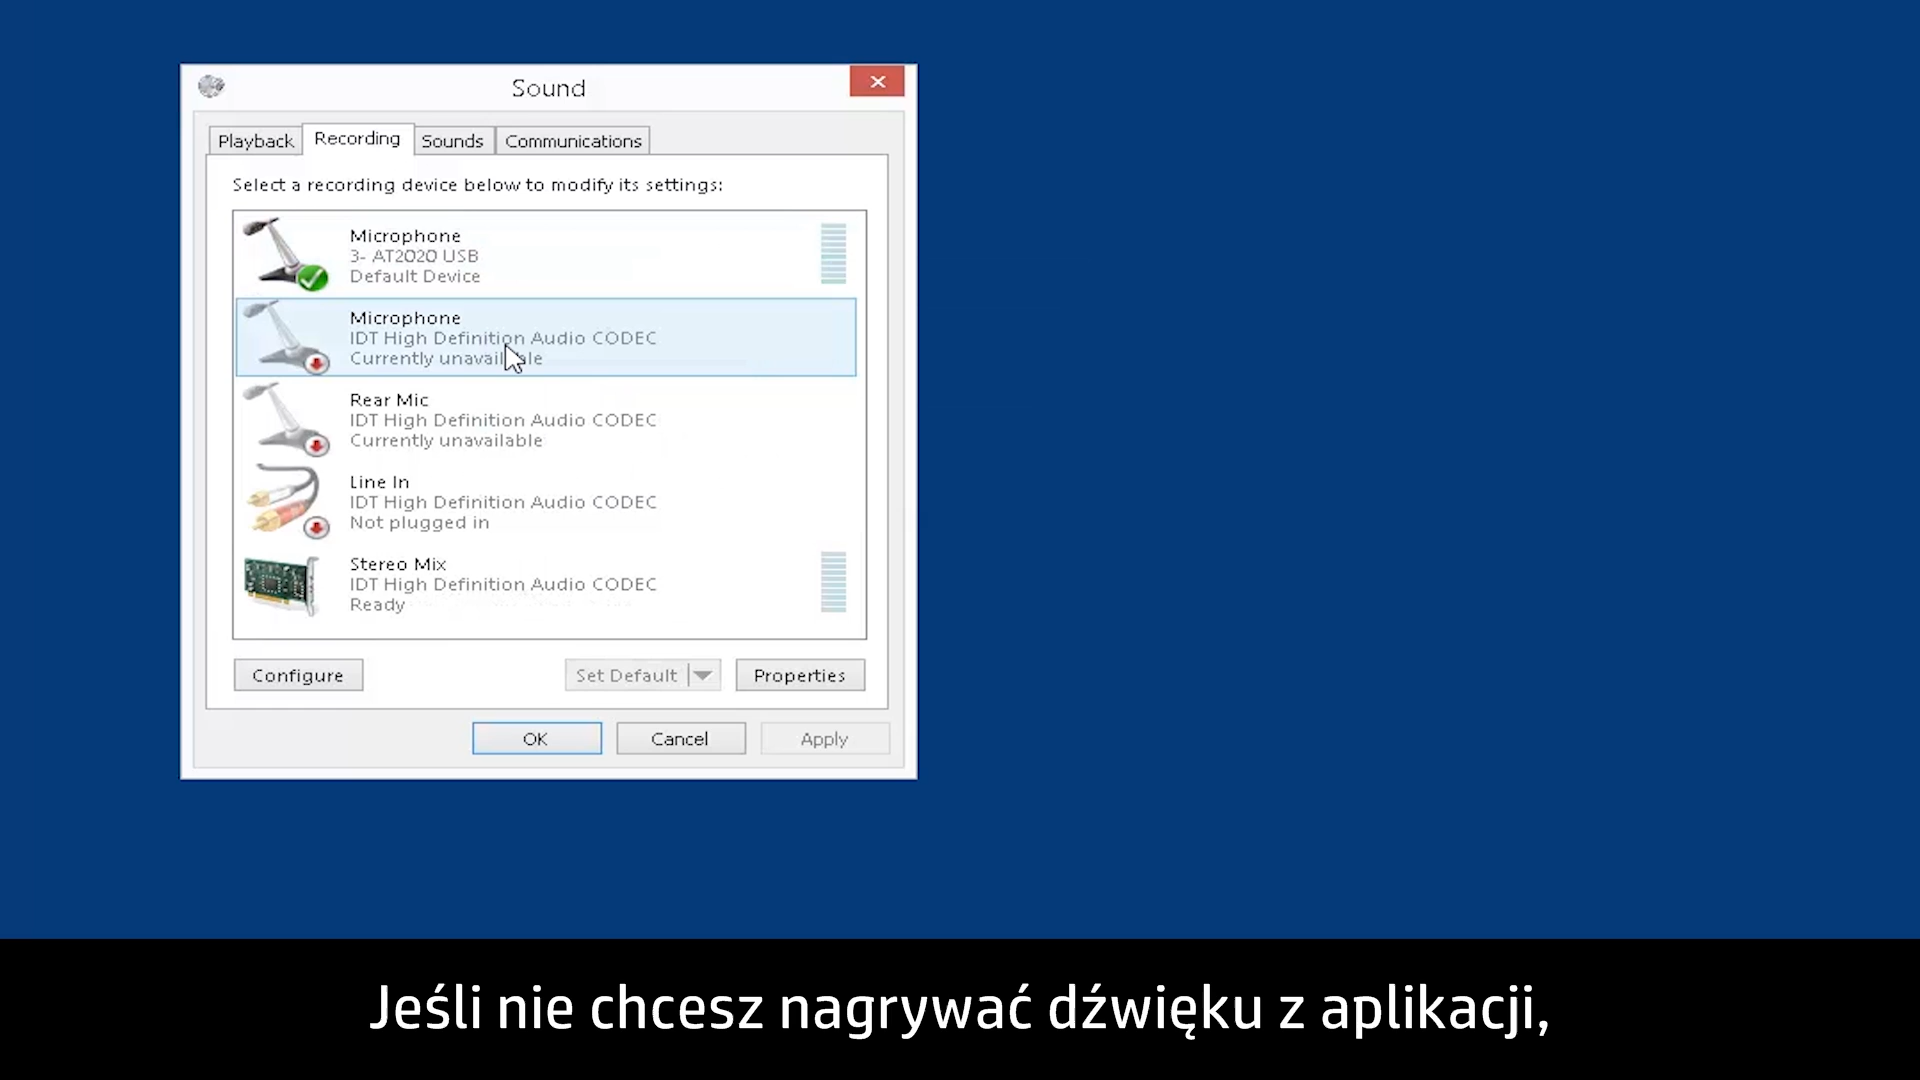 Sound
Playback
Recording
Sounds
Communications
Select a recording device below to modify its settings:
Microphone
3- AT2020 USB
Default Device
Microphone
IDT High Definition Audio CODEC
Currently unavailable
Rear Mic
IDT High Definition Audio CODEC
Currently unavailable
Line In
IDT High Definition Audio CODEC
Not plugged in
Stereo Mix
IDT High Definition Audio CODEC
Ready
Configure
Set Default
Properties
OK
Cancel
Apply
Jeśli nie chcesz nagrywać dźwięku z aplikacji,